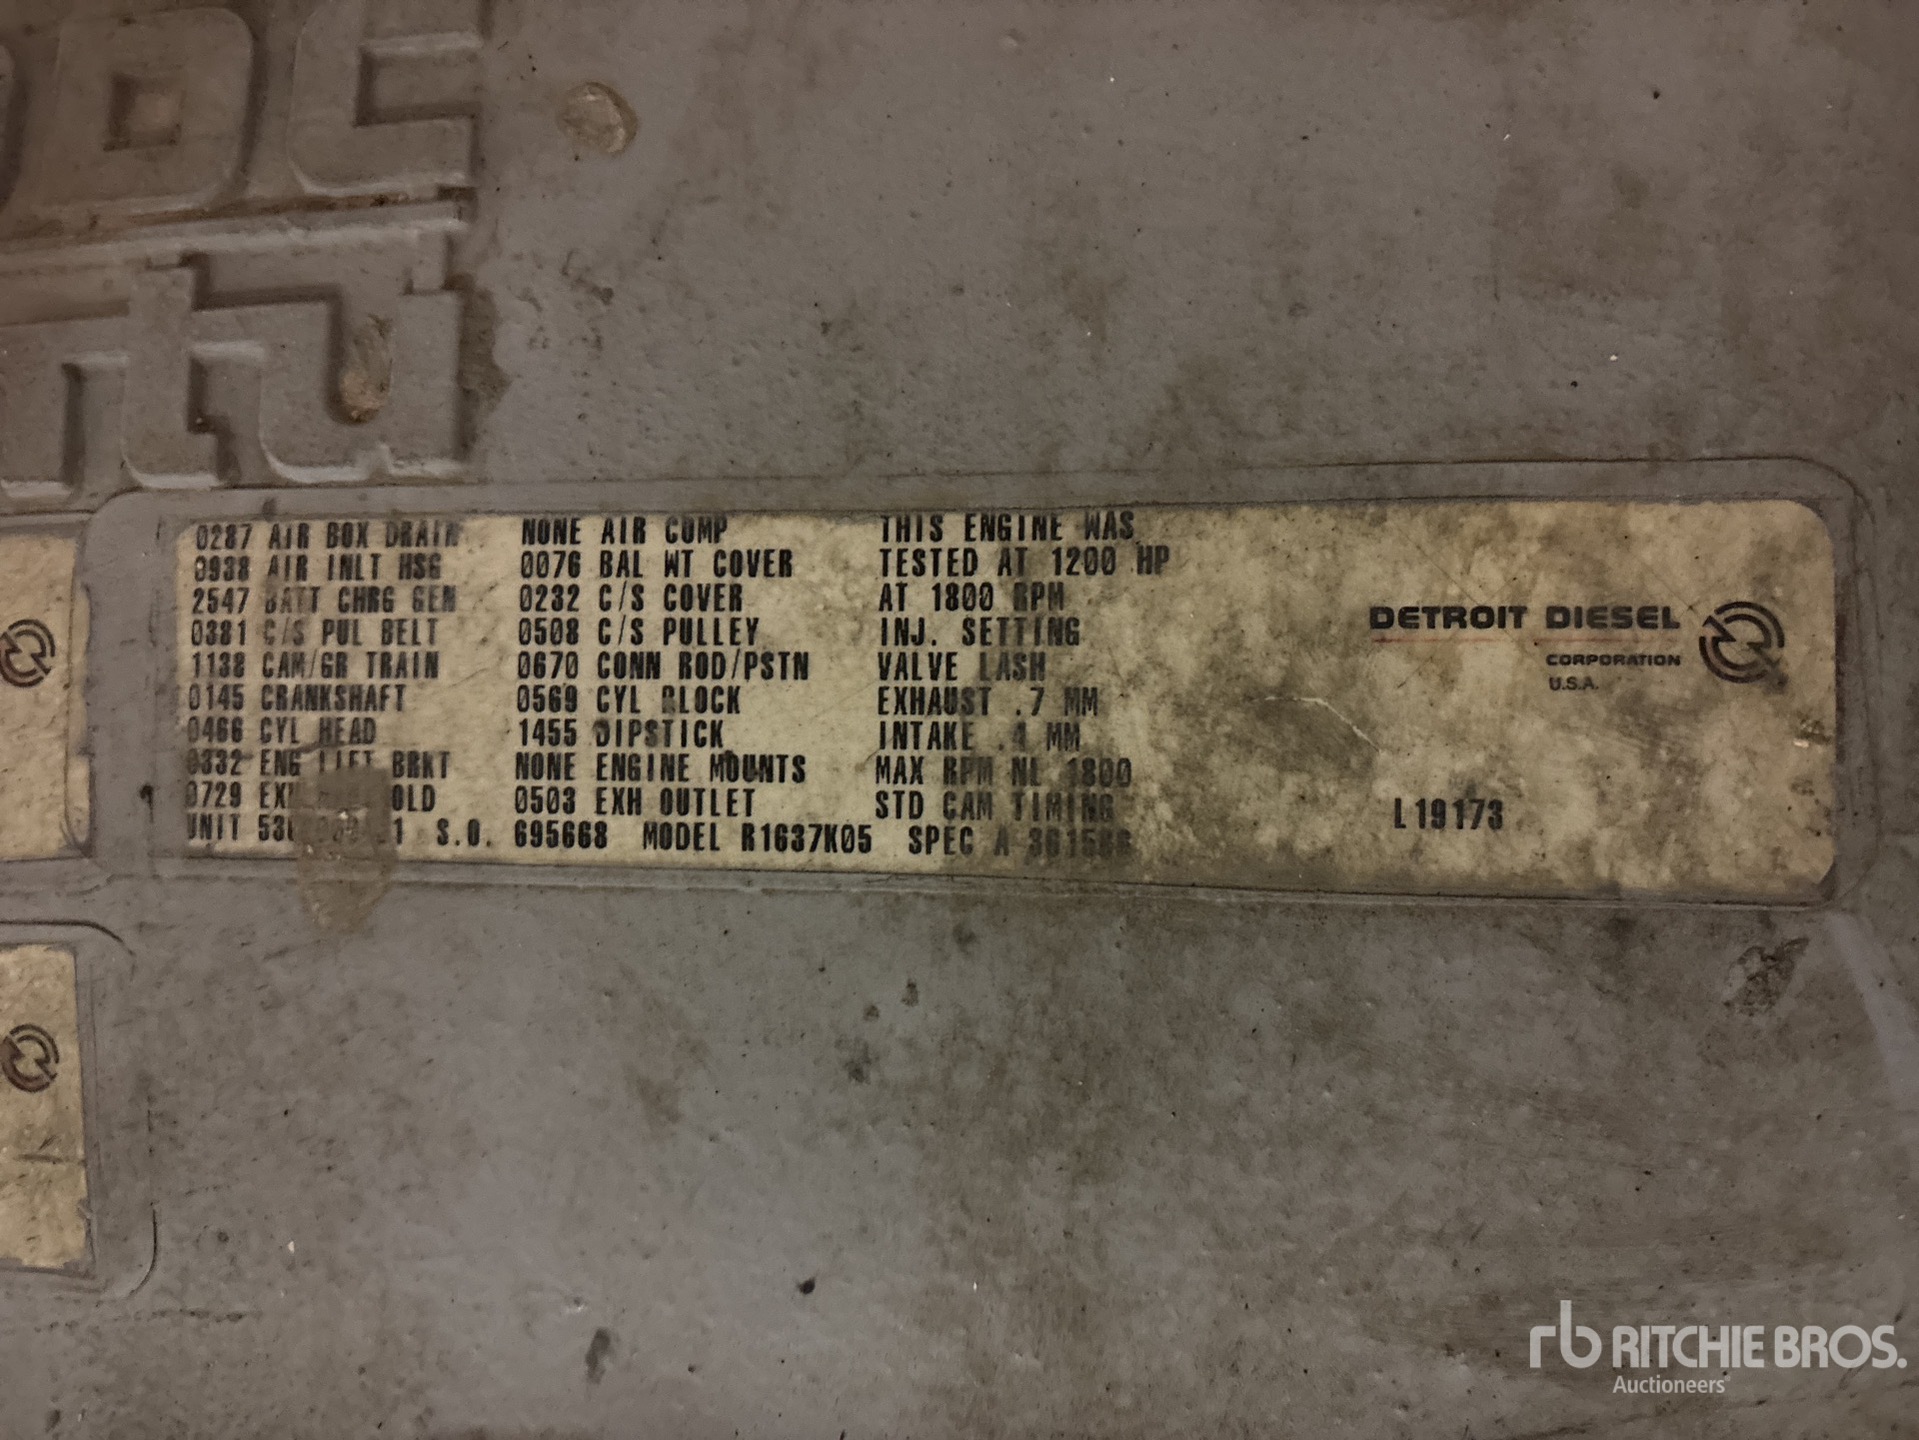 DDC
0287 AIR BOX DRAIN NONE AIR COMP THIS ENGINE WAS
0938 AIR INLT HSG 0076 BAL WT COVER TESTED AT 1200 HP
2547 BATT CHRG GEN 0232 C/S COVER AT 1800 RPM
0381 C/S PUL BELT 0508 C/S PULLEY INJ. SETTING
1138 CAM/GR TRAIN 0670 CONN ROD/PSTN VALVE LASH
0145 CRANKSHAFT 0569 CYL BLOCK EXHAUST .7 MM
0466 CYL HEAD 1455 DIPSTICK INTAKE .4 MM
0332 ENG LIFT BRKT NONE ENGINE MOUNTS MAX RPM NL 1800
0729 EXH 0503 EXH OUTLET STD CAM TIMING
UNIT S.O. 695668 MODEL R1637K05 SPEC A
DETROIT DIESEL
CORPORATION
U.S.A.
L19173
rb RITCHIE BROS.
Auctioneers